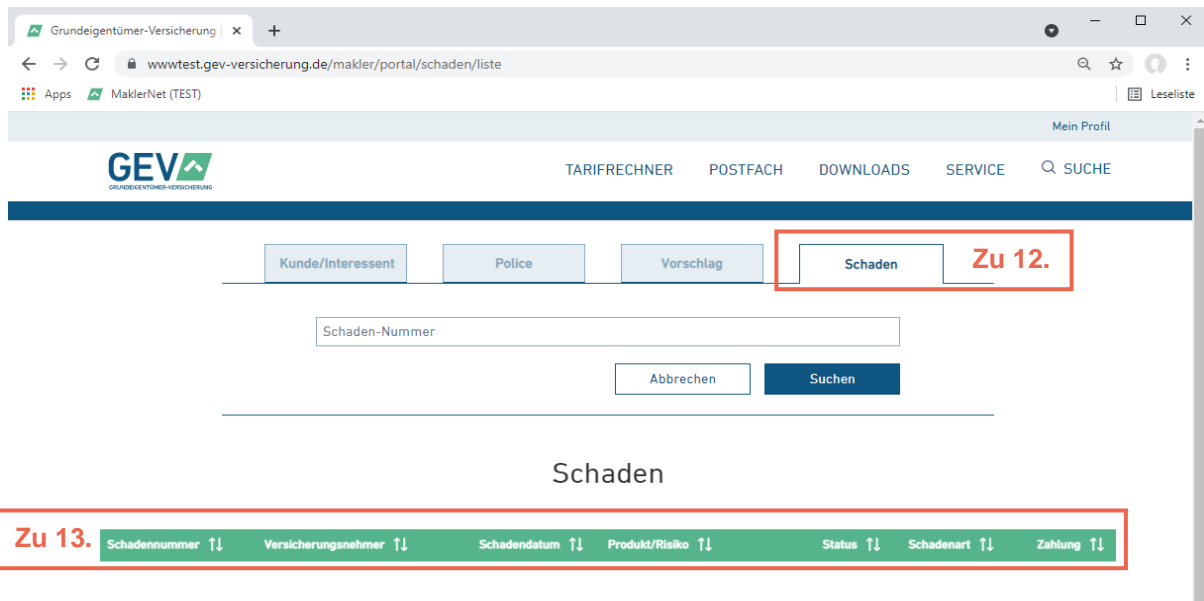 Grundeigentümer-Versicherung |
wwwtest.gev-versicherung.de/makler/portal/schaden/liste
Apps MaklerNet (TEST) Leseliste
Mein Profil
GEV
GRUNDEIGENTÜMER-VERSICHERUNG
TARIFRECHNER POSTFACH DOWNLOADS SERVICE SUCHE
Kunde/Interessent Police Vorschlag Schaden Zu 12.
Schaden-Nummer
Abbrechen Suchen
Schaden
Zu 13. Schadennummer Versicherungsnehmer Schadendatum Produkt/Risiko Status Schadenart Zahlung